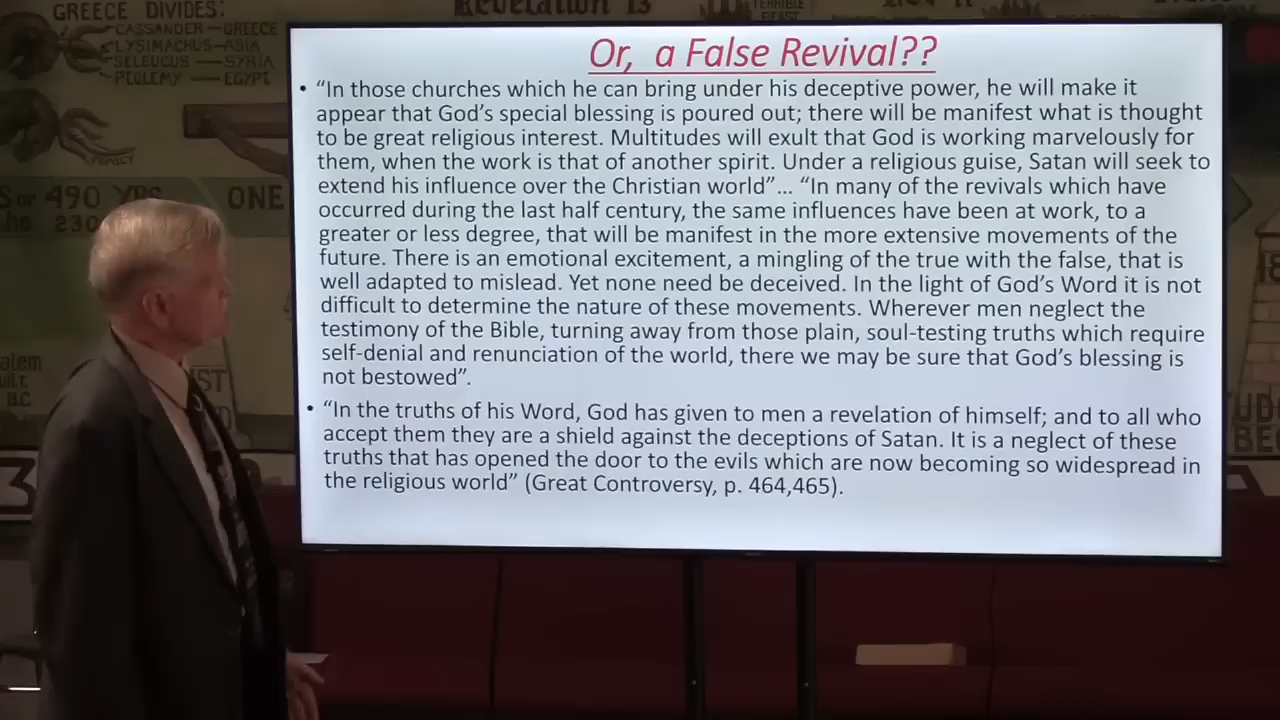 GREECE DIVIDES:
CASSANDER — GREECE
LYSIMACHUS — ASIA
SELEUCUS — SYRIA
PTOLEMY — EGYPT
Revelation 13
TERRIBLE
BEAST
490 YRS
ONE
230
Or, a False Revival??
• “In those churches which he can bring under his deceptive power, he will make it
appear that God’s special blessing is poured out; there will be manifest what is thought
to be great religious interest. Multitudes will exult that God is working marvelously for
them, when the work is that of another spirit. Under a religious guise, Satan will seek to
extend his influence over the Christian world”... “In many of the revivals which have
occurred during the last half century, the same influences have been at work, to a
greater or less degree, that will be manifest in the more extensive movements of the
future. There is an emotional excitement, a mingling of the true with the false, that is
well adapted to mislead. Yet none need be deceived. In the light of God’s Word it is not
difficult to determine the nature of these movements. Wherever men neglect the
testimony of the Bible, turning away from those plain, soul-testing truths which require
self-denial and renunciation of the world, there we may be sure that God’s blessing is
not bestowed”.
• “In the truths of his Word, God has given to men a revelation of himself; and to all who
accept them they are a shield against the deceptions of Satan. It is a neglect of these
truths that has opened the door to the evils which are now becoming so widespread in
the religious world” (Great Controversy, p. 464,465).
B.C.
3